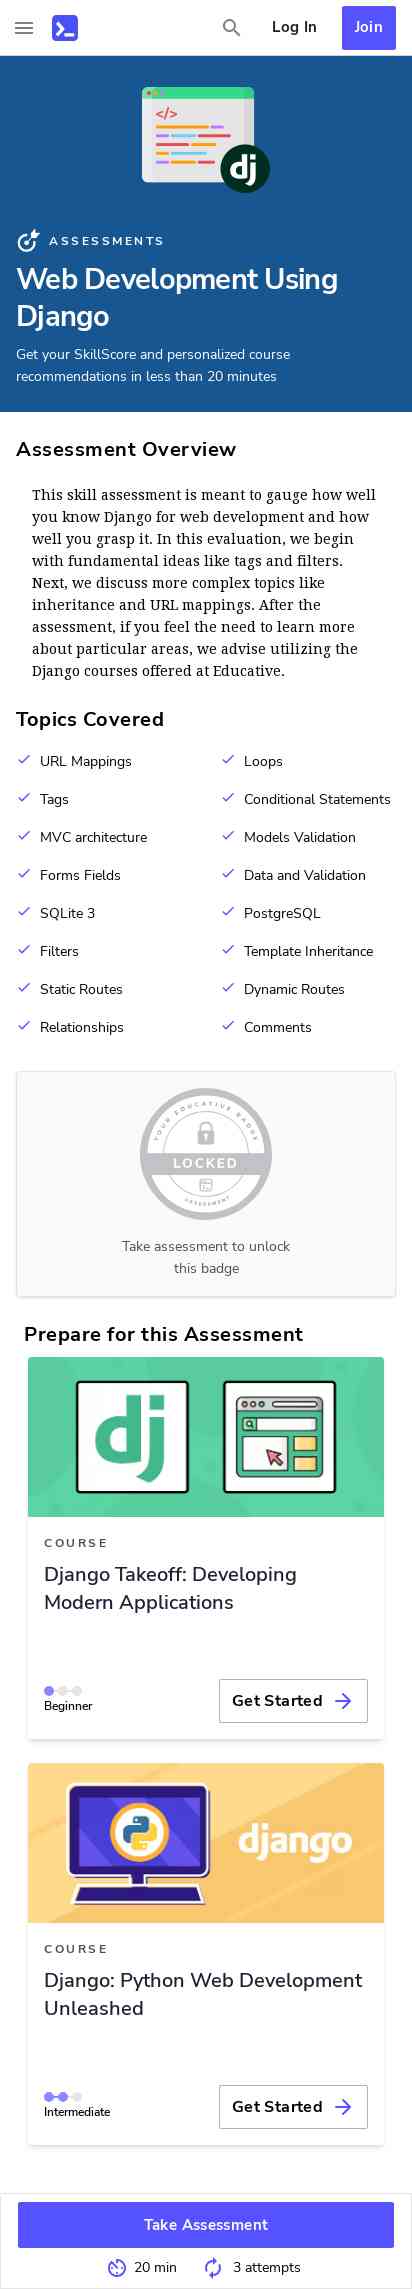 Log In
Join
</>
dj
ASSESSMENTS
Web Development Using
Django
Get your SkillScore and personalized course
recommendations in less than 20 minutes
Assessment Overview
This skill assessment is meant to gauge how well
you know Django for web development and how
well you grasp it. In this evaluation, we begin
with fundamental ideas like tags and filters.
Next, we discuss more complex topics like
inheritance and URL mappings. After the
assessment, if you feel the need to learn more
about particular areas, we advise utilizing the
Django courses offered at Educative.
Topics Covered
URL Mappings
Loops
Tags
Conditional Statements
MVC architecture
Models Validation
Forms Fields
Data and Validation
SQLite 3
PostgreSQL
Filters
Template Inheritance
Static Routes
Dynamic Routes
Relationships
Comments
YOUR EDUCATIVE BADGE
LOCKED
ASSESSMENT
Take assessment to unlock
this badge
Prepare for this Assessment
dj
COURSE
Django Takeoff: Developing
Modern Applications
Beginner
Get Started
django
COURSE
Django: Python Web Development
Unleashed
Intermediate
Get Started
Take Assessment
20 min
3 attempts